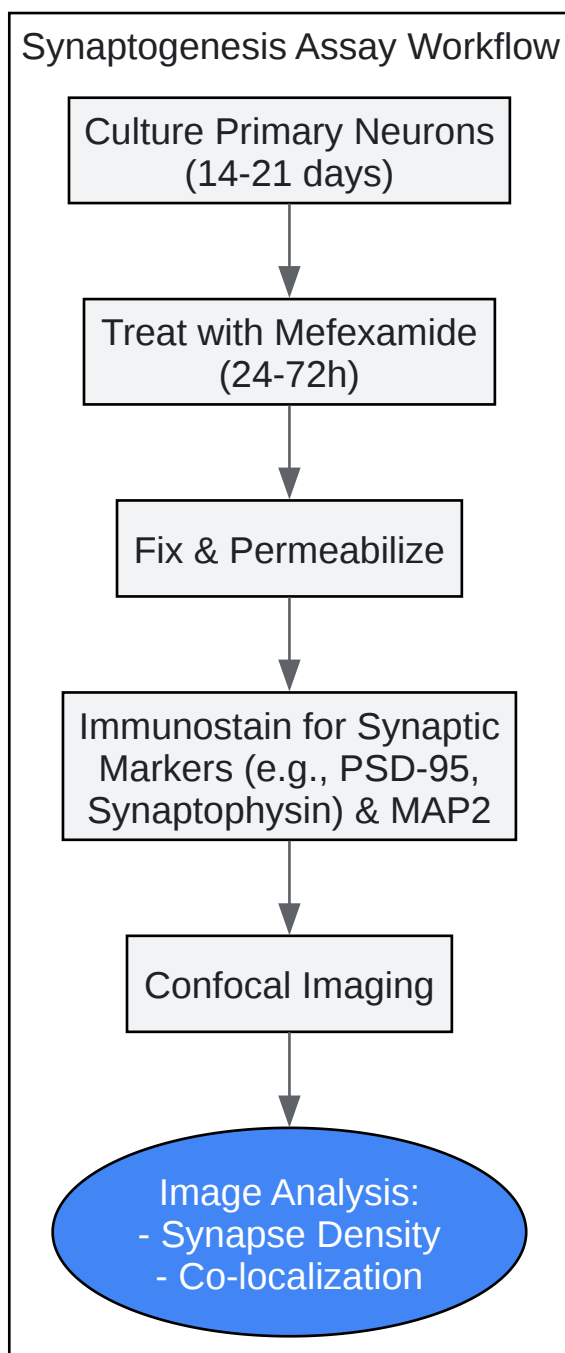 Synaptogenesis Assay Workflow
Culture Primary Neurons
(14-21 days)
Treat with Mefexamide
(24-72h)
Fix & Permeabilize
Immunostain for Synaptic
Markers (e.g., PSD-95,
Synaptophysin) & MAP2
Confocal Imaging
Image Analysis:
- Synapse Density
- Co-localization